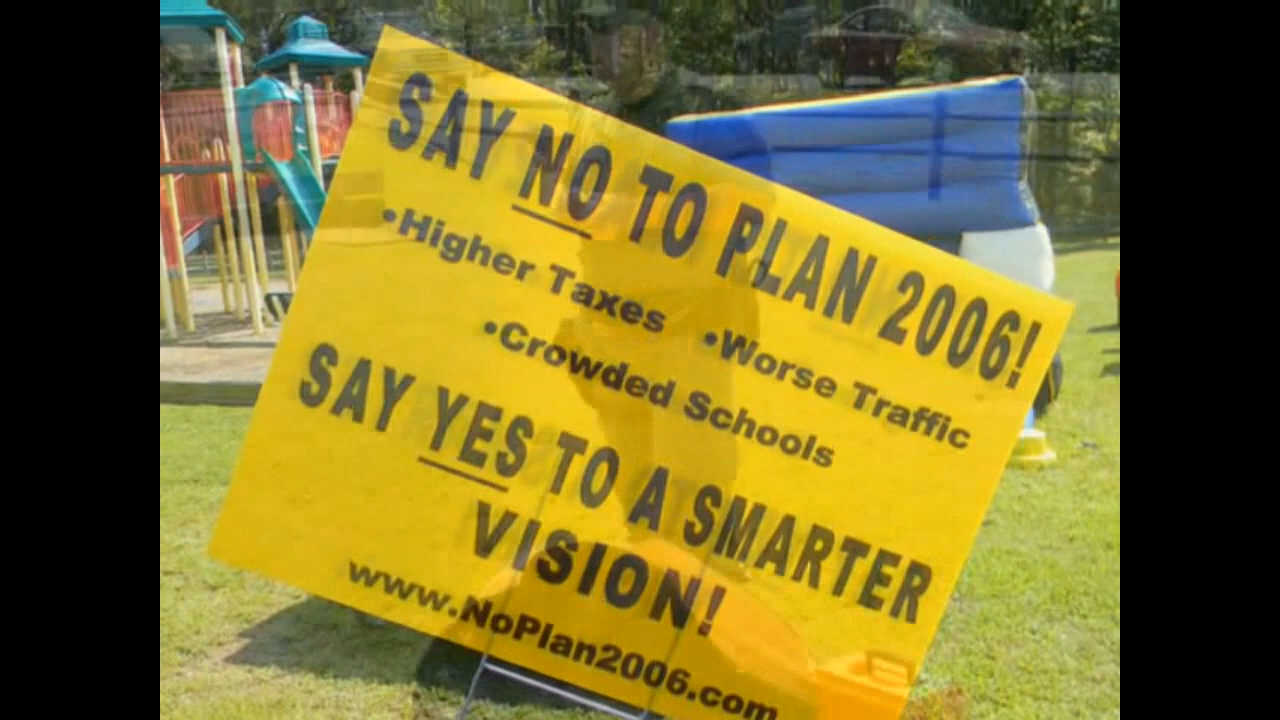 SAY NO TO PLAN 2006!
•Higher Taxes •Worse Traffic
•Crowded Schools
SAY YES TO A SMARTER
VISION!
www.NoPlan2006.com